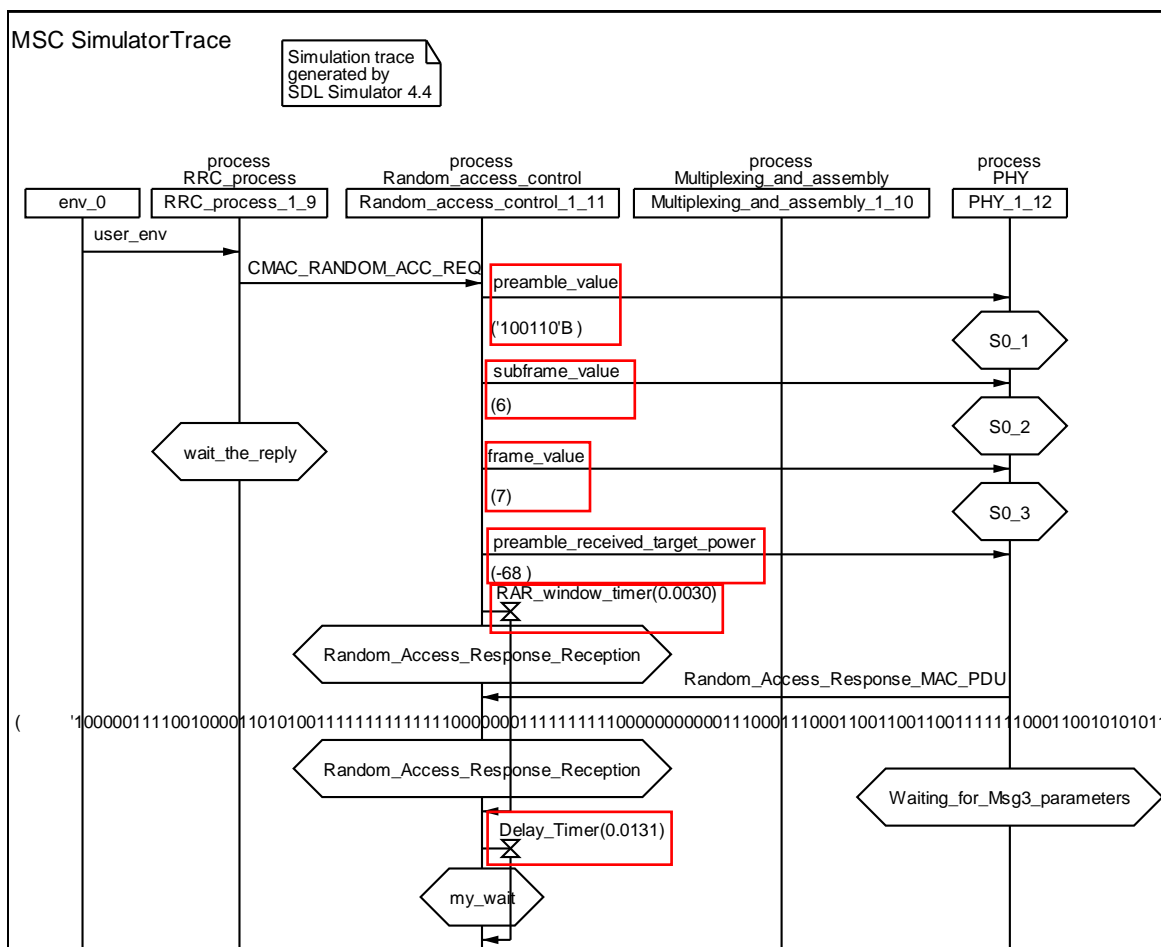 MSC SimulatorTrace
Simulation trace
generated by
SDL Simulator 4.4
process
RRC_process
process
Random_access_control
process
Multiplexing_and_assembly
process
PHY
env_0
RRC_process_1_9
Random_access_control_1_11
Multiplexing_and_assembly_1_10
PHY_1_12
user_env
CMAC_RANDOM_ACC_REQ
preamble_value
('100110'B )
S0_1
subframe_value
(6)
S0_2
wait_the_reply
frame_value
(7)
S0_3
preamble_received_target_power
(-68 )
RAR_window_timer(0.0030)
Random_Access_Response_Reception
Random_Access_Response_MAC_PDU
(
Random_Access_Response_Reception
Waiting_for_Msg3_parameters
Delay_Timer(0.0131)
my_wait